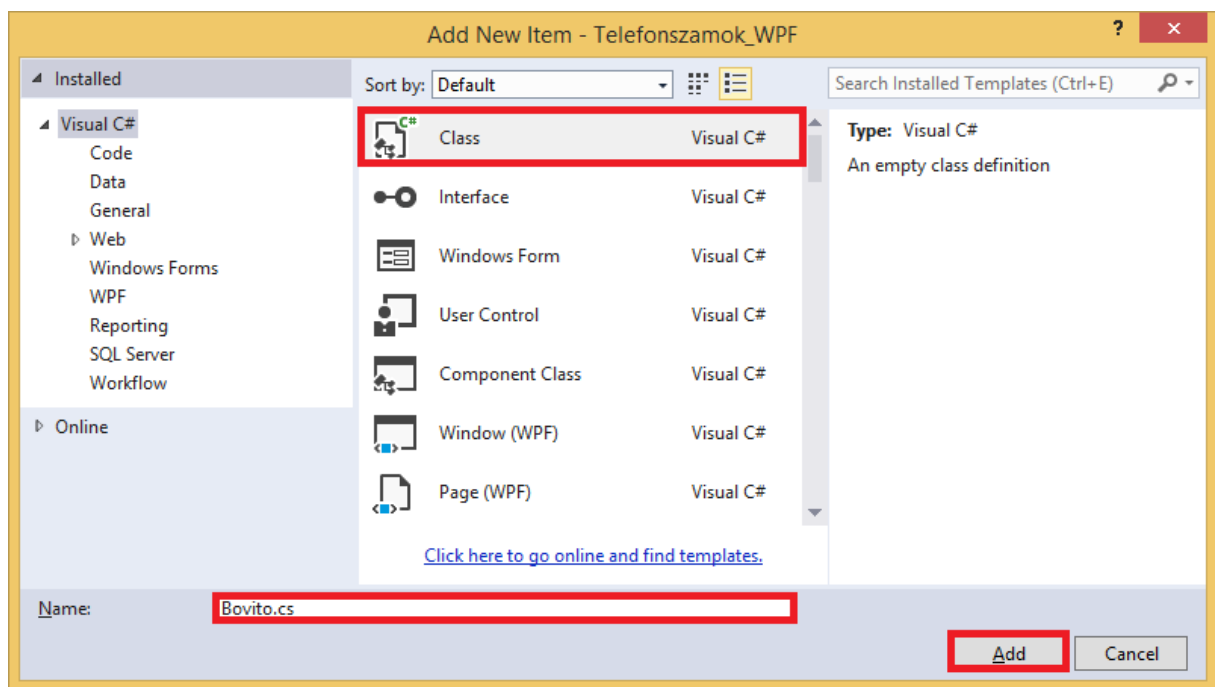 Add New Item - Telefonszamok_WPF
?
Installed
Sort by: Default
Search Installed Templates (Ctrl+E)
Visual C#
Code
Data
General
Web
Windows Forms
WPF
Reporting
SQL Server
Workflow
Online
C#
Class Visual C#
Interface Visual C#
Windows Form Visual C#
User Control Visual C#
Component Class Visual C#
Window (WPF) Visual C#
Page (WPF) Visual C#
Click here to go online and find templates.
Type: Visual C#
An empty class definition
Name: Bovito.cs
Add Cancel